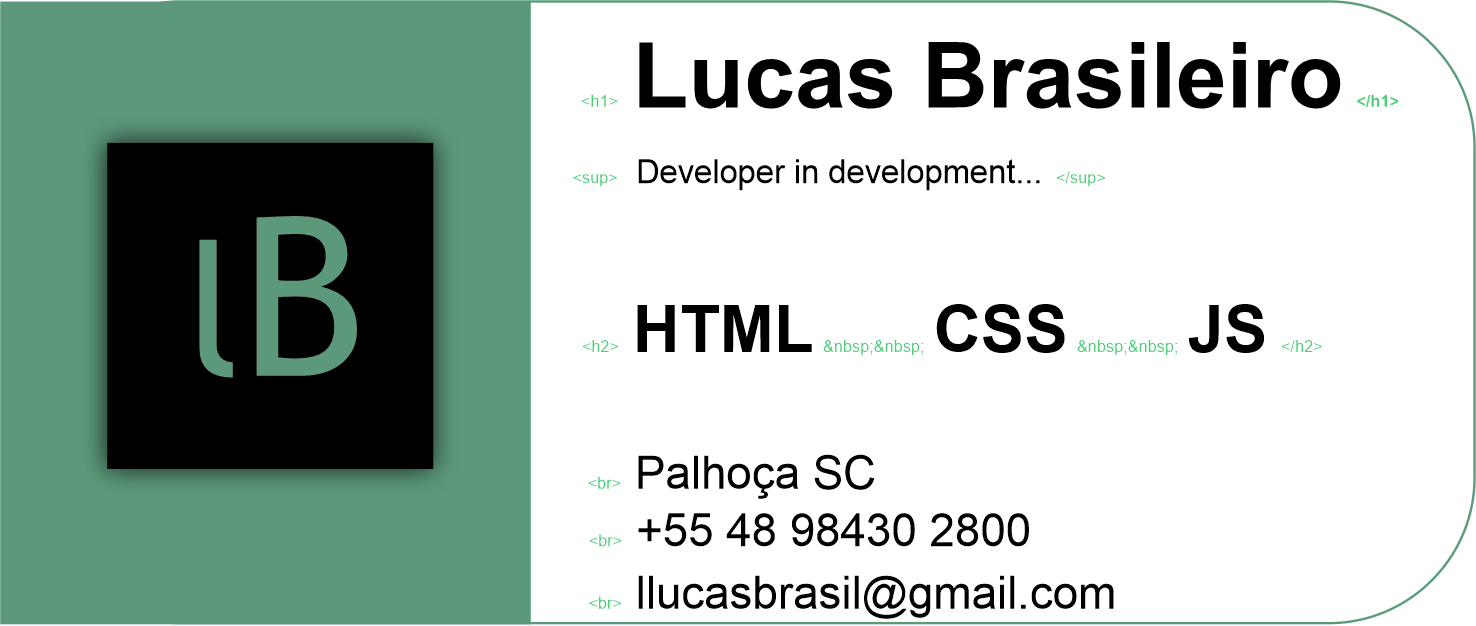 lB
<h1> Lucas Brasileiro </h1>
<sup> Developer in development... </sup>
<h2> HTML &nbsp;&nbsp; CSS &nbsp;&nbsp; JS </h2>
<br> Palhoça SC
<br> +55 48 98430 2800
<br> llucasbrasil@gmail.com